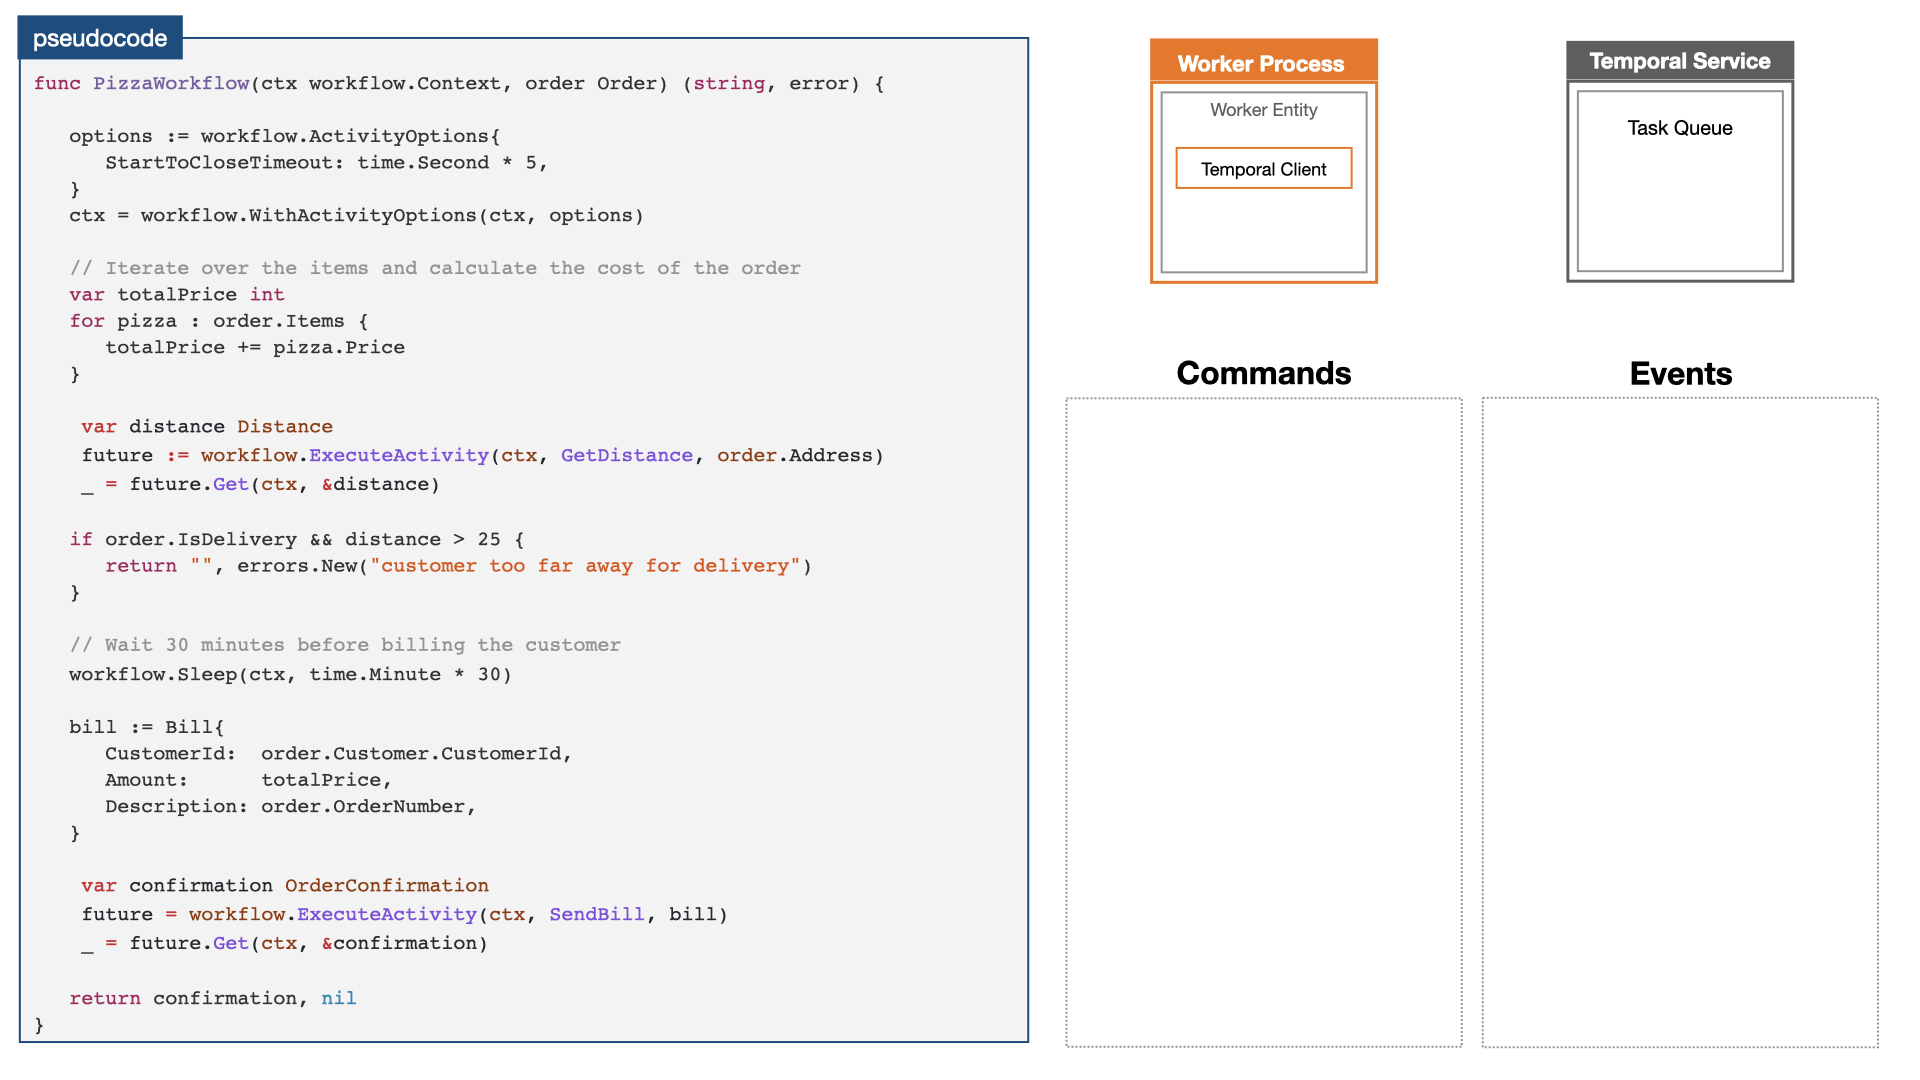 pseudocode
func PizzaWorkflow(ctx workflow.Context, order Order) (string, error) {
options := workflow.ActivityOptions{
StartToCloseTimeout: time.Second * 5,
}
ctx = workflow.WithActivityOptions(ctx, options)
// Iterate over the items and calculate the cost of the order
var totalPrice int
for pizza : order.Items {
totalPrice += pizza.Price
}
var distance Distance
future := workflow.ExecuteActivity(ctx, GetDistance, order.Address)
_ = future.Get(ctx, &distance)
if order.IsDelivery && distance > 25 {
return "", errors.New("customer too far away for delivery")
}
// Wait 30 minutes before billing the customer
workflow.Sleep(ctx, time.Minute * 30)
bill := Bill{
CustomerId: order.Customer.CustomerId,
Amount: totalPrice,
Description: order.OrderNumber,
}
var confirmation OrderConfirmation
future = workflow.ExecuteActivity(ctx, SendBill, bill)
_ = future.Get(ctx, &confirmation)
return confirmation, nil
}
Worker Process
Worker Entity
Temporal Client
Temporal Service
Task Queue
Commands
Events